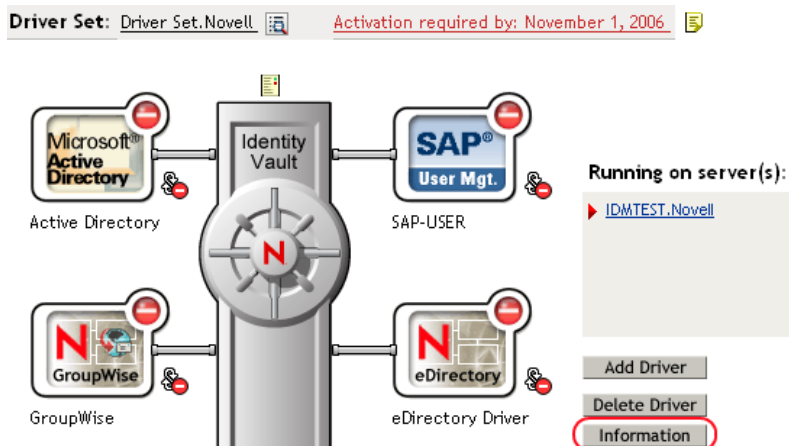 Driver Set: Driver Set.Novell Activation required by: November 1, 2006
Microsoft®
Active
Directory
Active Directory
Identity
Vault
SAP®
User Mgt.
SAP-USER
Running on server(s):
IDMTEST.Novell
N
N
GroupWise
GroupWise
N
eDirectory
eDirectory Driver
Add Driver
Delete Driver
Information